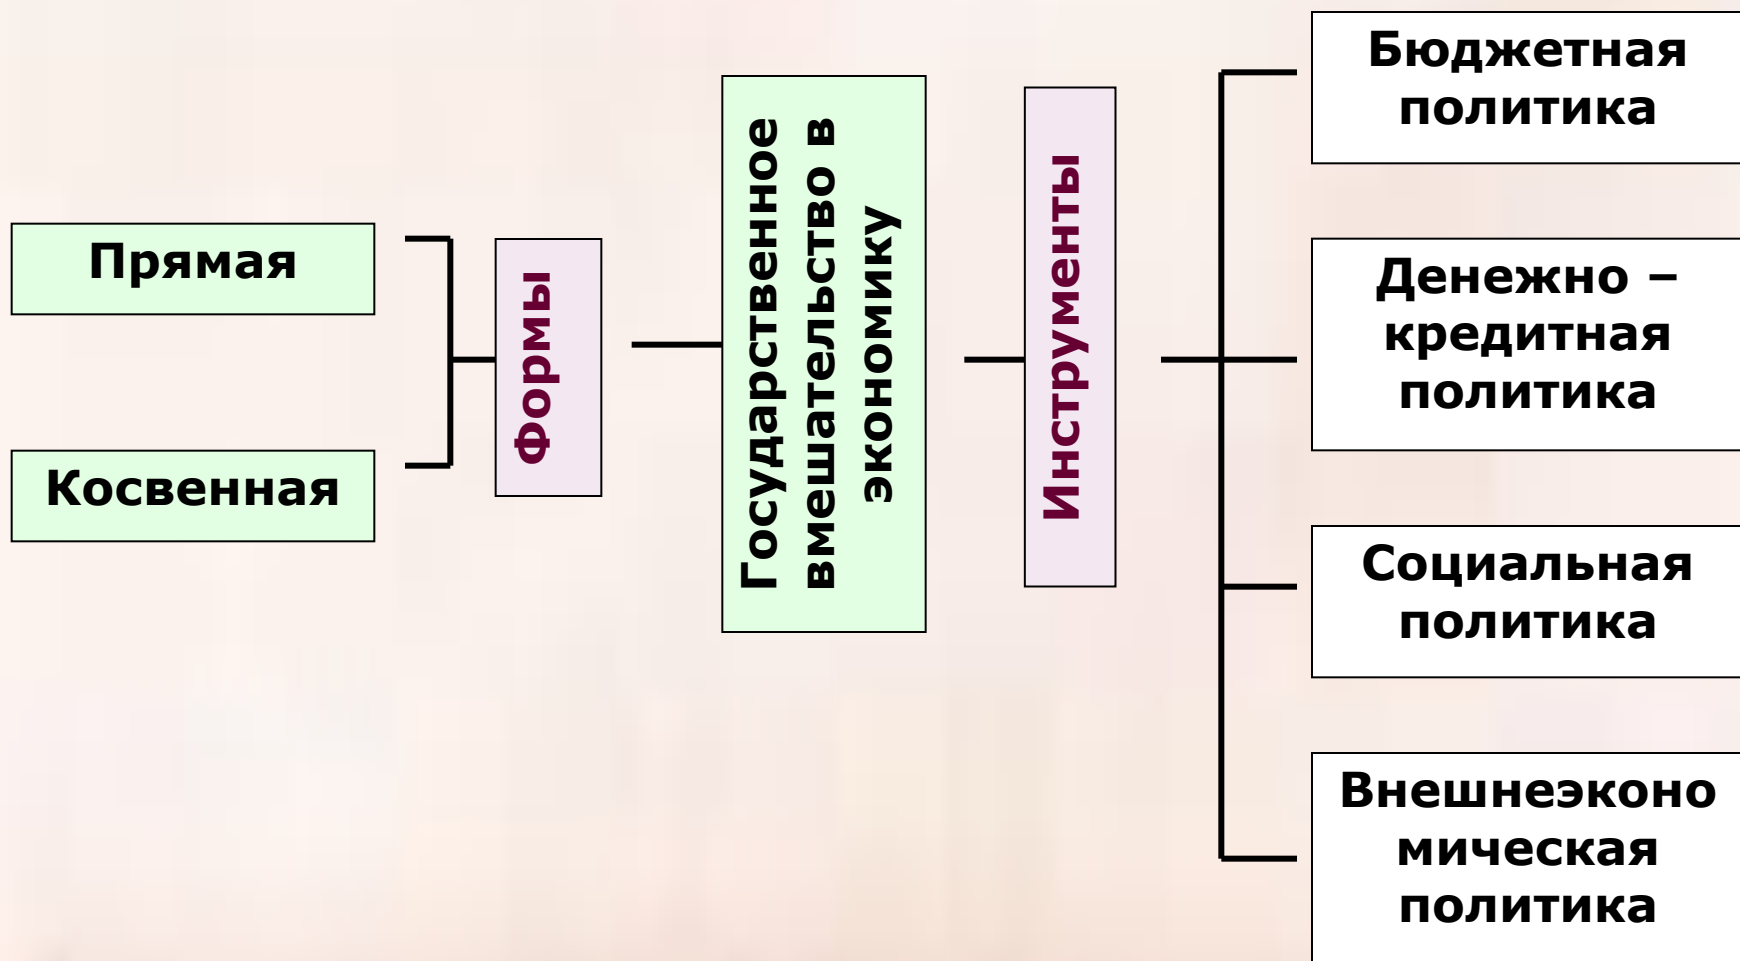 Прямая
Косвенная
Формы
Государственное
вмешательство в
экономику
Инструменты
Бюджетная
политика
Денежно –
кредитная
политика
Социальная
политика
Внешнеэконо
мическая
политика